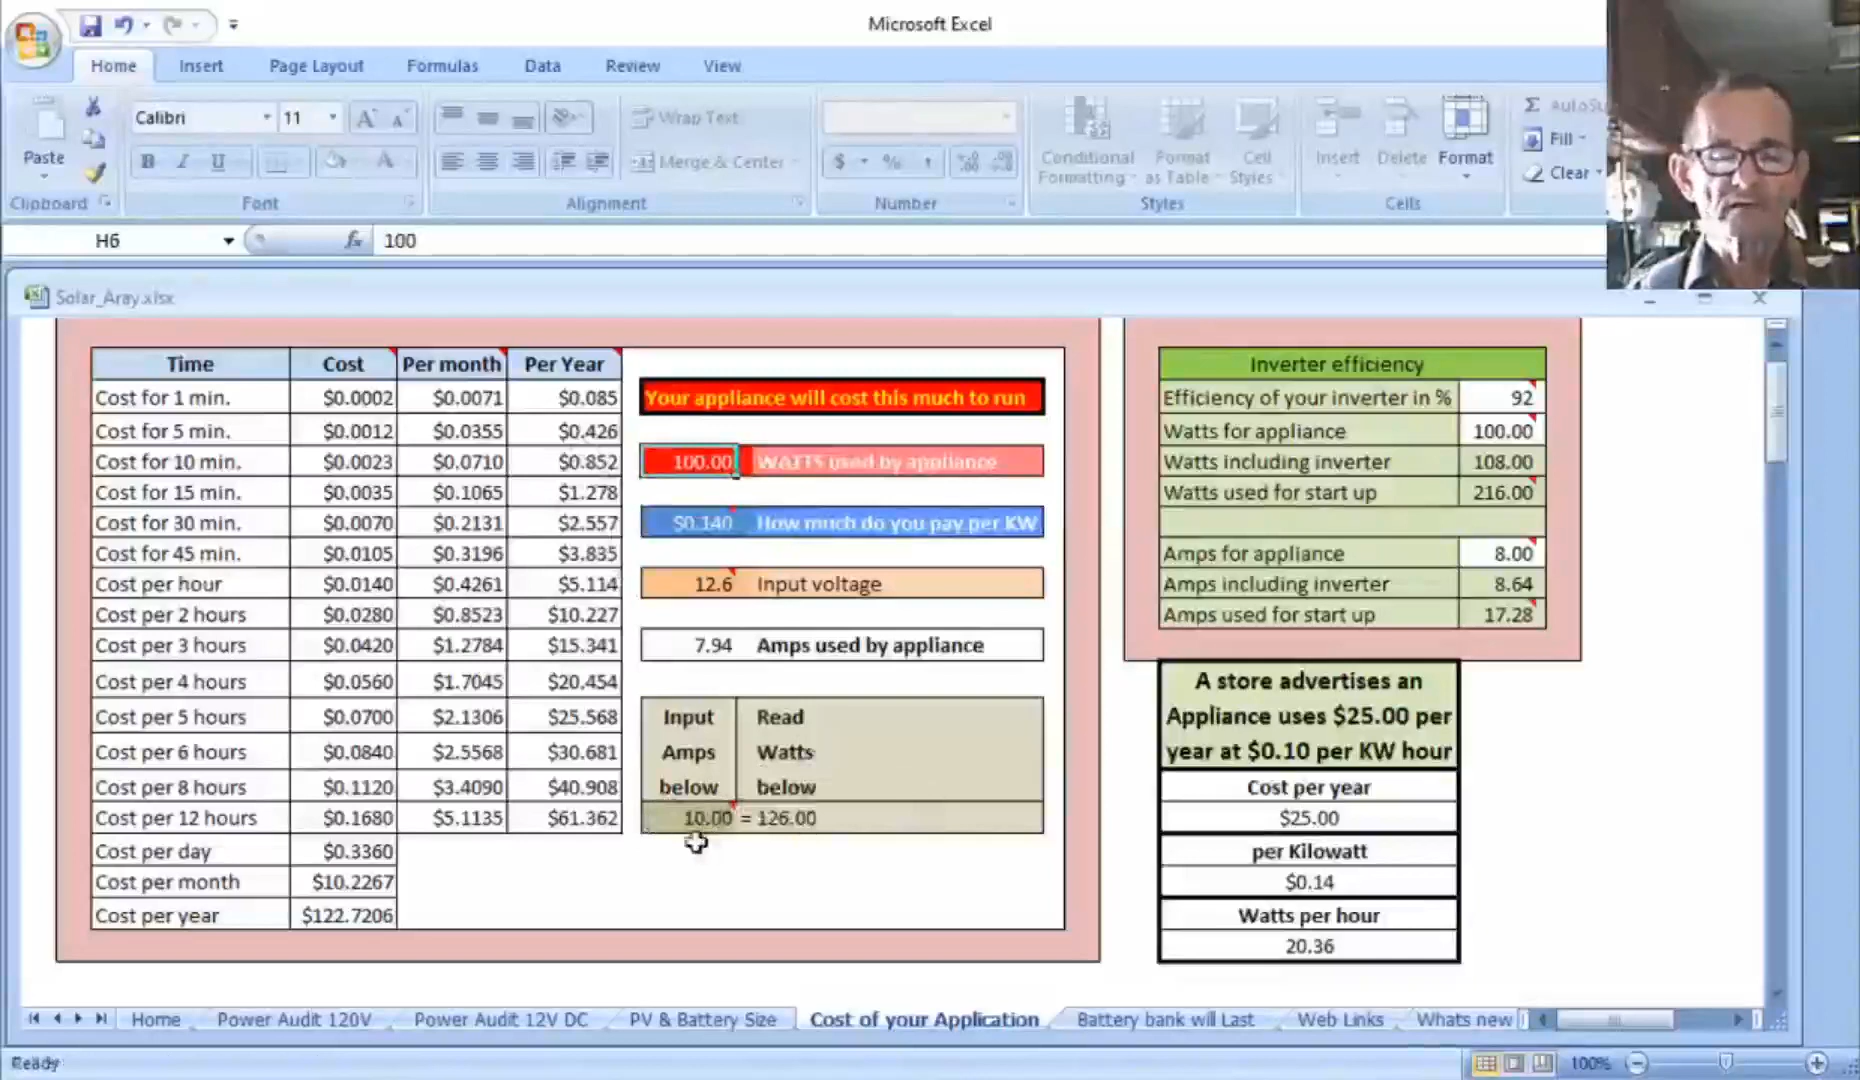 Microsoft Excel
Home Insert Page Layout Formulas Data Review View
Calibri 11 A A Wrap Text Σ
Paste B I U A Merge & Center $ % , Conditional Formatting Format as Table Cell Styles Insert Delete Format Fill Clear
Clipboard Font Alignment Number Styles Cells
H6 fx 100
Solar_Aray.xlsx
Time Cost Per month Per Year
Cost for 1 min. $0.0002 $0.0071 $0.085
Cost for 5 min. $0.0012 $0.0355 $0.426
Cost for 10 min. $0.0023 $0.0710 $0.852
Cost for 15 min. $0.0035 $0.1065 $1.278
Cost for 30 min. $0.0070 $0.2131 $2.557
Cost for 45 min. $0.0105 $0.3196 $3.835
Cost per hour $0.0140 $0.4261 $5.114
Cost per 2 hours $0.0280 $0.8523 $10.227
Cost per 3 hours $0.0420 $1.2784 $15.341
Cost per 4 hours $0.0560 $1.7045 $20.454
Cost per 5 hours $0.0700 $2.1306 $25.568
Cost per 6 hours $0.0840 $2.5568 $30.681
Cost per 8 hours $0.1120 $3.4090 $40.908
Cost per 12 hours $0.1680 $5.1135 $61.362
Cost per day $0.3360
Cost per month $10.2267
Cost per year $122.7206
Your appliance will cost this much to run
100.00 WATTS used by appliance
$0.140 How much do you pay per KW
12.6 Input voltage
7.94 Amps used by appliance
Input Read
Amps Watts
below below
10.00 = 126.00
Inverter efficiency
Efficiency of your inverter in % 92
Watts for appliance 100.00
Watts including inverter 108.00
Watts used for start up 216.00
Amps for appliance 8.00
Amps including inverter 8.64
Amps used for start up 17.28
A store advertises an
Appliance uses $25.00 per
year at $0.10 per KW hour
Cost per year
$25.00
per Kilowatt
$0.14
Watts per hour
20.36
Home Power Audit 120V Power Audit 12V DC PV & Battery Size Cost of your Application Battery bank will Last Web Links Whats new
Ready 100%